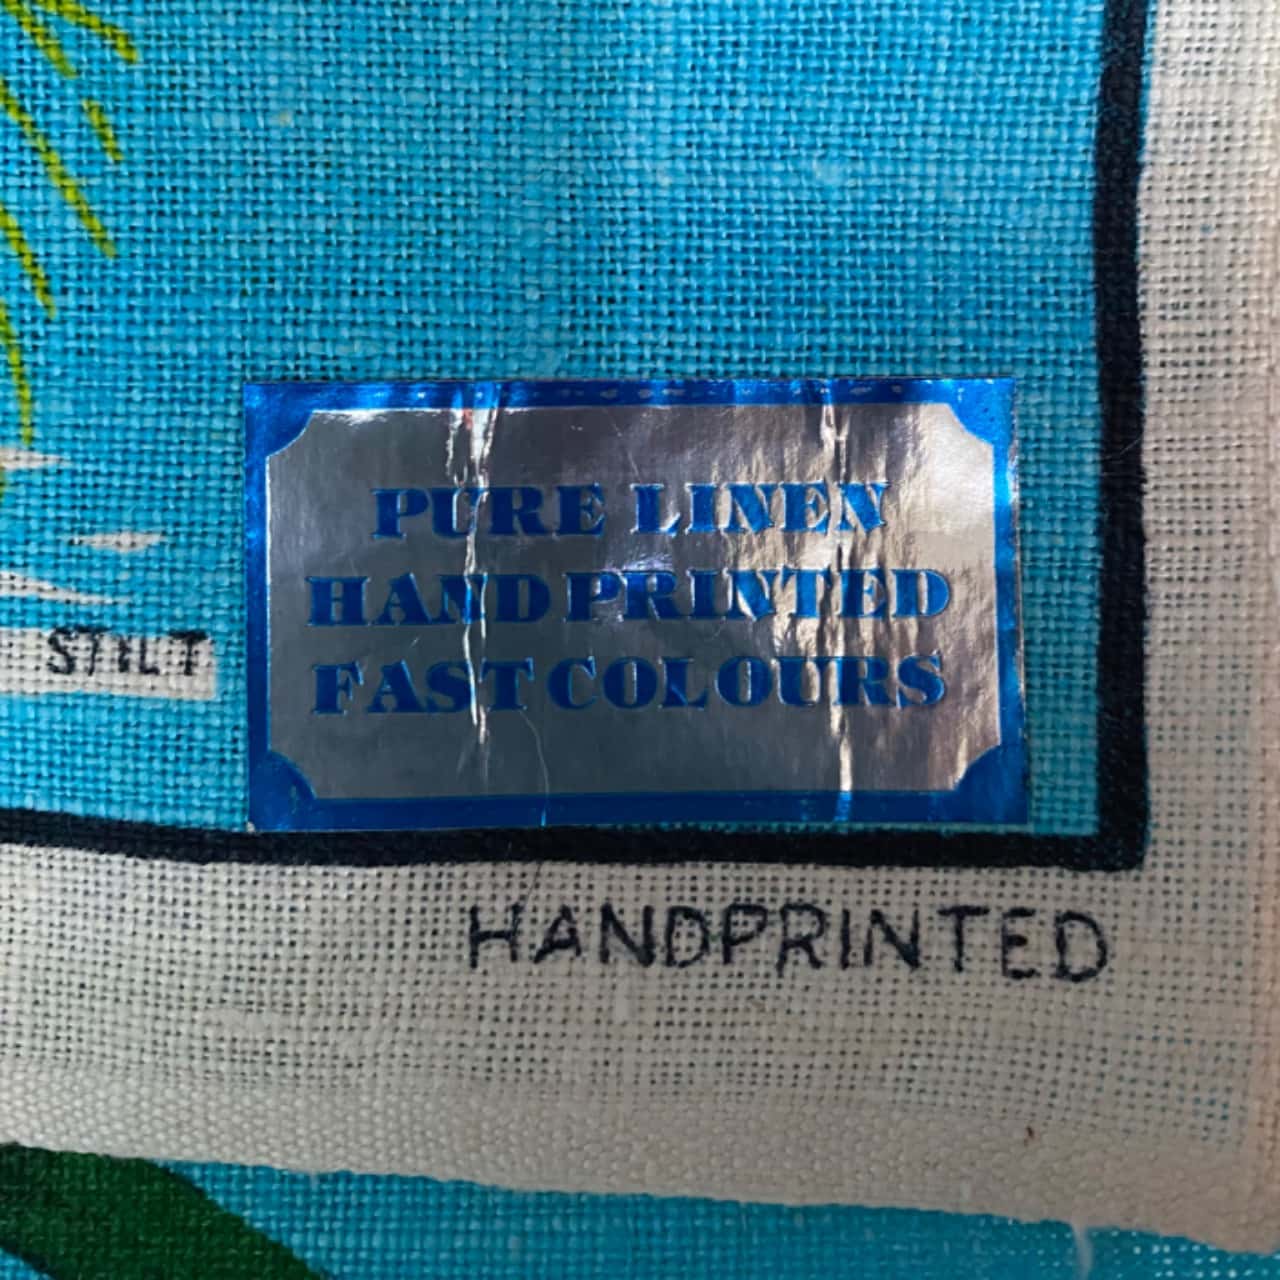 PURE LINEN
HAND PRINTED
FAST COLOURS
STILT
HANDPRINTED